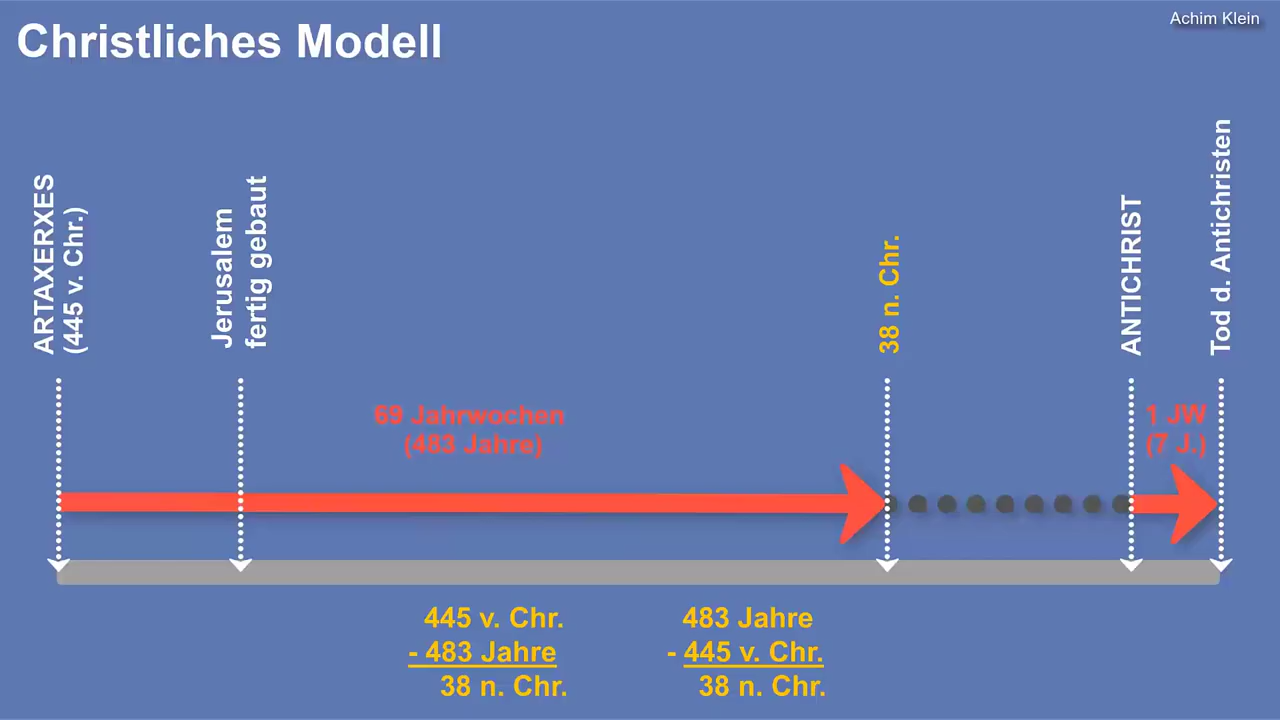 Christliches Modell
Achim Klein
ARTAXERXES
(445 v. Chr.)
Jerusalem
fertig gebaut
38 n. Chr.
ANTICHRIST
Tod d. Antichristen
69 Jahrwochen
(483 Jahre)
1 JW
(7 J.)
445 v. Chr.
- 483 Jahre
38 n. Chr.
483 Jahre
- 445 v. Chr.
38 n. Chr.